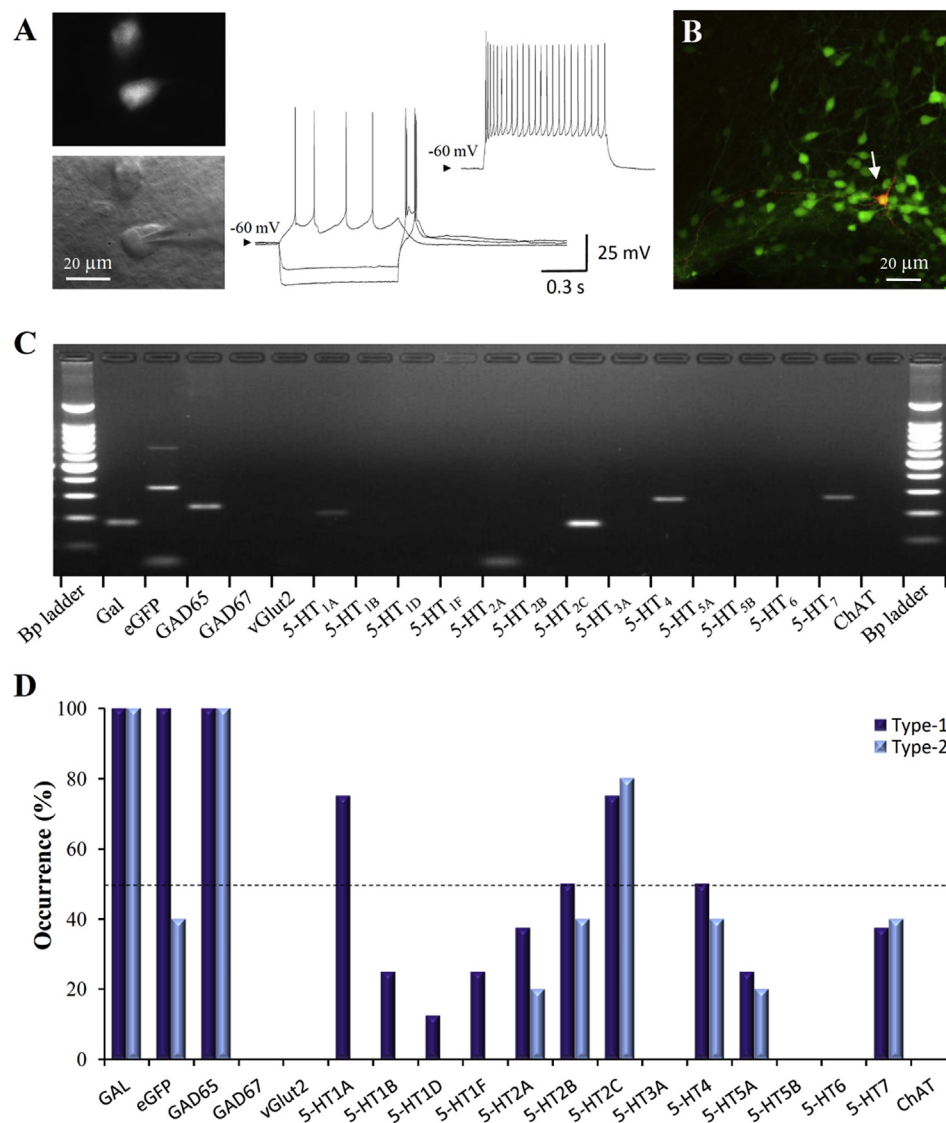 A
20 μm
-60 mV
-60 mV
25 mV
0.3 s
B
20 μm
C
Bp ladder
Gal
eGFP
GAD65
GAD67
vGlut2
5-HT1A
5-HT1B
5-HT1D
5-HT1F
5-HT2A
5-HT2B
5-HT2C
5-HT3A
5-HT4
5-HT5A
5-HT5B
5-HT6
5-HT7
ChAT
Bp ladder
D
Occurrence (%)
100
80
60
40
20
0
Type-1
Type-2
GAL
eGFP
GAD65
GAD67
vGlut2
5-HT1A
5-HT1B
5-HT1D
5-HT1F
5-HT2A
5-HT2B
5-HT2C
5-HT3A
5-HT4
5-HT5A
5-HT5B
5-HT6
5-HT7
ChAT